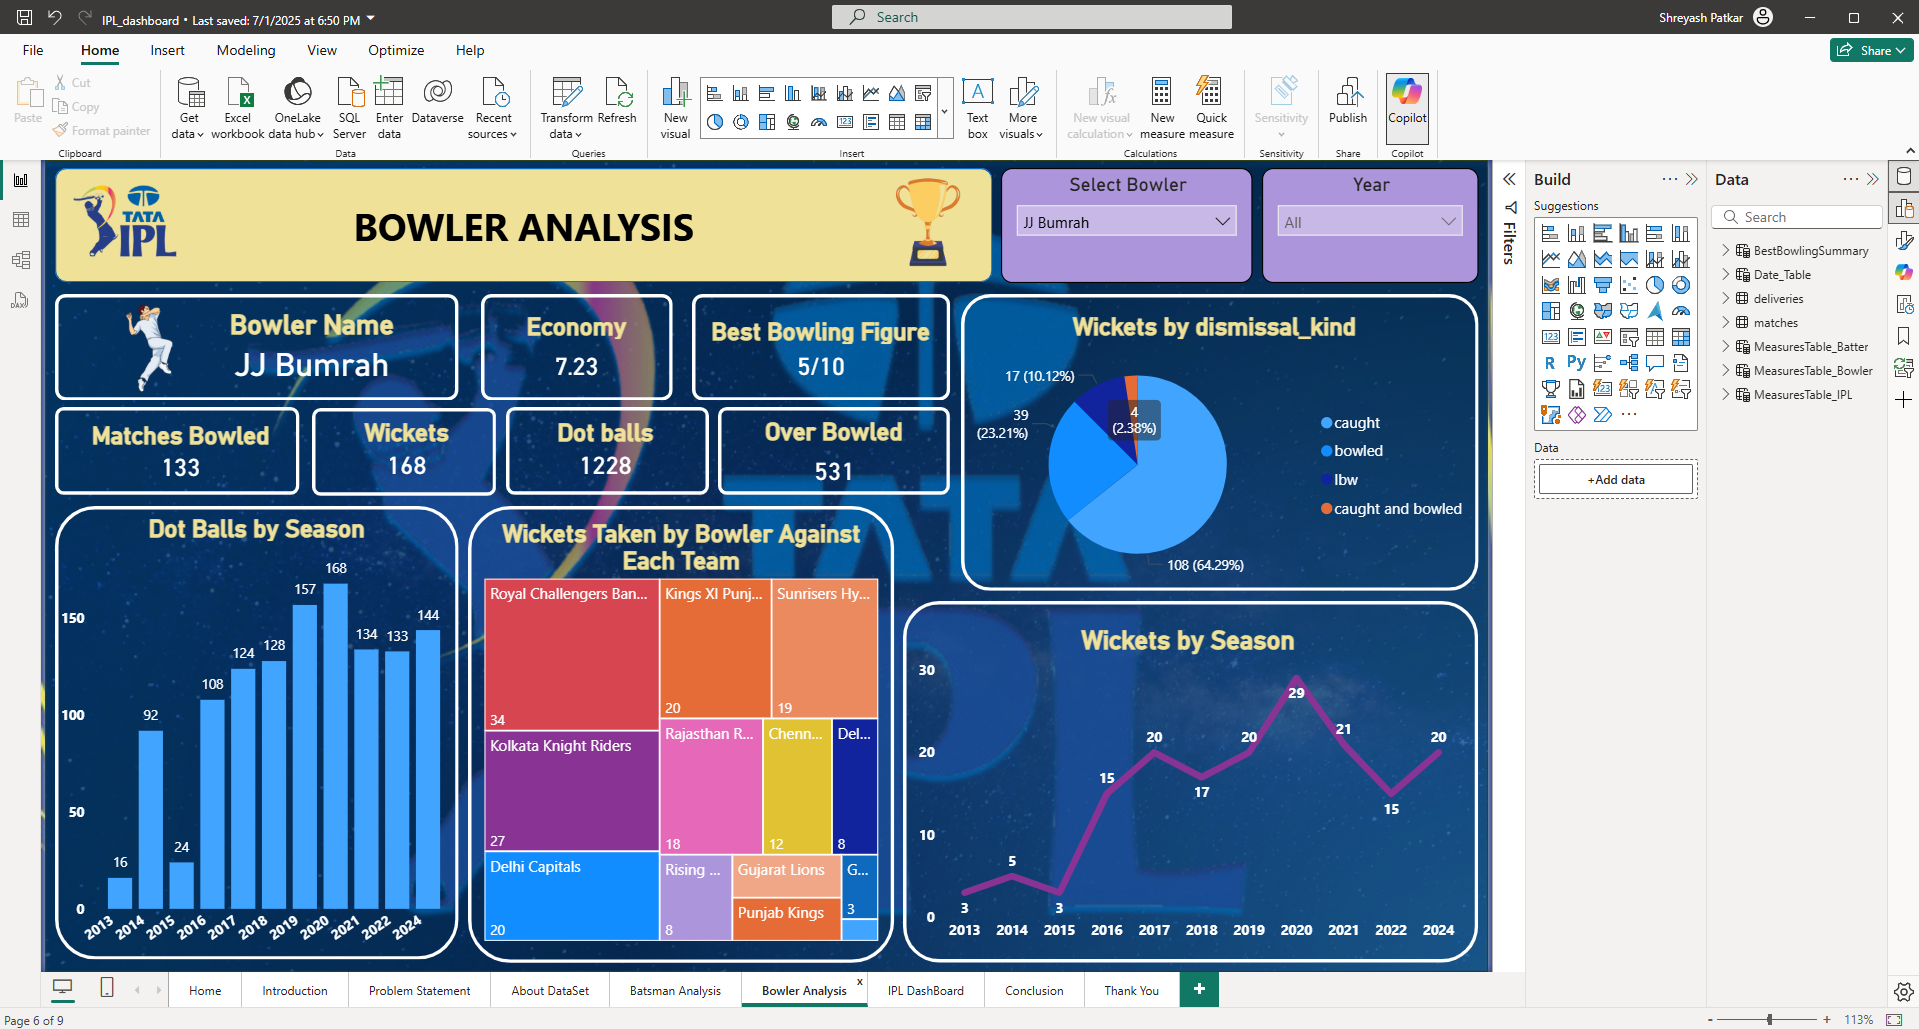 IPL_dashboard • Last saved: 7/1/2025 at 6:50 PM
Search
Shreyash Patkar
File
Home
Insert
Modeling
View
Optimize
Help
Share
Paste
Cut
Copy
Format painter
Clipboard
Get data
Excel workbook
OneLake data hub
SQL Server
Enter data
Dataverse
Recent sources
Data
Transform data
Refresh
Queries
New visual
Text box
More visuals
Insert
New visual calculation
New measure
Quick measure
Calculations
Sensitivity
Sensitivity
Publish
Share
Copilot
Copilot
TATA
IPL
BOWLER ANALYSIS
Select Bowler
JJ Bumrah
Year
All
Bowler Name
JJ Bumrah
Economy
7.23
Best Bowling Figure
5/10
Matches Bowled
133
Wickets
168
Dot balls
1228
Over Bowled
531
Wickets by dismissal_kind
17 (10.12%)
39
(23.21%)
4
(2.38%)
108 (64.29%)
caught
bowled
lbw
caught and bowled
Dot Balls by Season
150
100
50
0
16
92
24
108
124
128
157
168
134
133
144
2013
2014
2015
2016
2017
2018
2019
2020
2021
2022
2024
Wickets Taken by Bowler Against
Each Team
Royal Challengers Ban...
34
Kolkata Knight Riders
27
Delhi Capitals
20
Kings XI Punj...
20
Sunrisers Hy...
19
Rajasthan R...
18
Chenn...
12
Del...
8
Rising ...
8
Gujarat Lions
Punjab Kings
G...
3
Wickets by Season
30
20
10
0
3
5
3
15
20
17
20
29
21
15
20
2013
2014
2015
2016
2017
2018
2019
2020
2021
2022
2024
TATA
Filters
Build
Suggestions
R
Py
123
Data
+Add data
Data
Search
BestBowlingSummary
Date_Table
deliveries
matches
MeasuresTable_Batter
MeasuresTable_Bowler
MeasuresTable_IPL
Home
Introduction
Problem Statement
About DataSet
Batsman Analysis
Bowler Analysis
x
IPL DashBoard
Conclusion
Thank You
+
Page 6 of 9
- + 113%